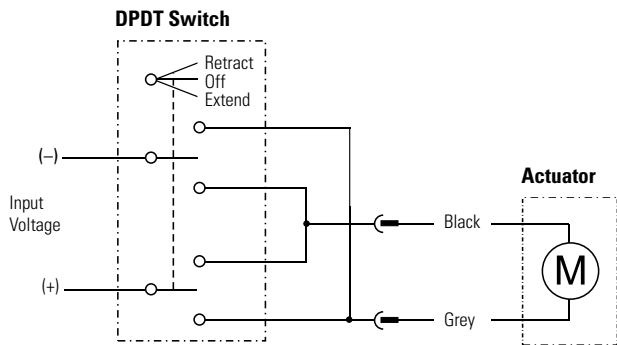 DPDT Switch
Retract
Off
Extend
(–)
Input
Voltage
(+)
Actuator
Black
M
Grey